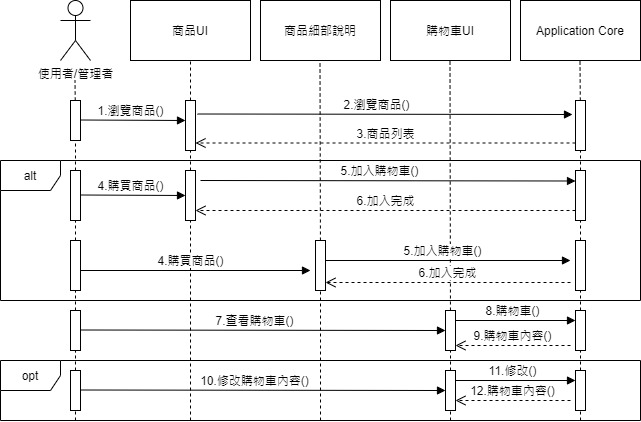 商品UI
商品細部說明
購物車UI
Application Core
使用者/管理者
1.瀏覽商品()
2.瀏覽商品()
3.商品列表
alt
4.購買商品()
5.加入購物車()
6.加入完成
4.購買商品()
5.加入購物車()
6.加入完成
7.查看購物車()
8.購物車()
9.購物車內容()
opt
10.修改購物車內容()
11.修改()
12.購物車內容()